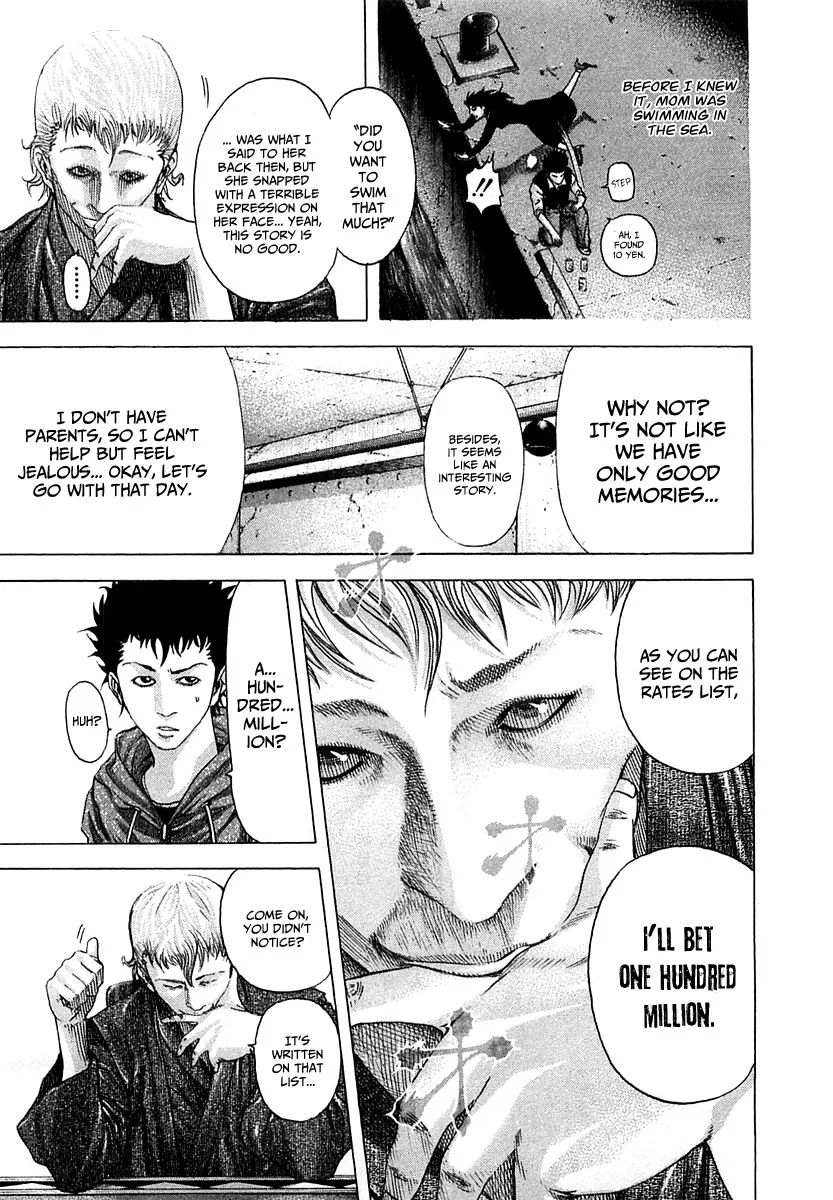 BEFORE I KNEW
IT, MOM WAS
SWIMMING IN
THE SEA.
STEP
!!
AH, I
FOUND
10 YEN.
"DID
YOU
WANT
TO
SWIM
THAT
MUCH?"
... WAS WHAT I
SAID TO HER
BACK THEN, BUT
SHE SNAPPED
WITH A TERRIBLE
EXPRESSION ON
HER FACE... YEAH,
THIS STORY IS
NO GOOD.
......
WHY NOT?
IT'S NOT LIKE
WE HAVE
ONLY GOOD
MEMORIES...
BESIDES,
IT SEEMS
LIKE AN
INTERESTING
STORY.
I DON'T HAVE
PARENTS, SO I CAN'T
HELP BUT FEEL
JEALOUS... OKAY, LET'S
GO WITH THAT DAY.
AS YOU CAN
SEE ON THE
RATES LIST,
I'LL BET
ONE HUNDRED
MILLION.
A...
HUN-
DRED...
MILL-
ION?
HUH?
COME ON,
YOU DIDN'T
NOTICE?
IT'S
WRITTEN
ON THAT
LIST...